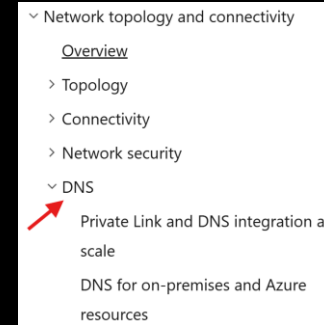 Network topology and connectivity
Overview
Topology
Connectivity
Network security
DNS
Private Link and DNS integration a
scale
DNS for on-premises and Azure
resources